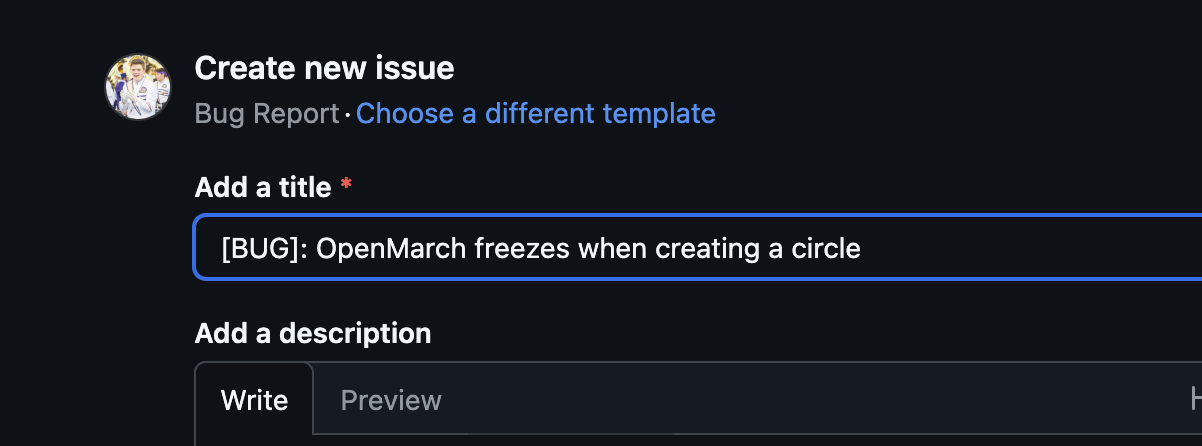 Create new issue
Bug Report · Choose a different template
Add a title *
[BUG]: OpenMarch freezes when creating a circle
Add a description
Write Preview